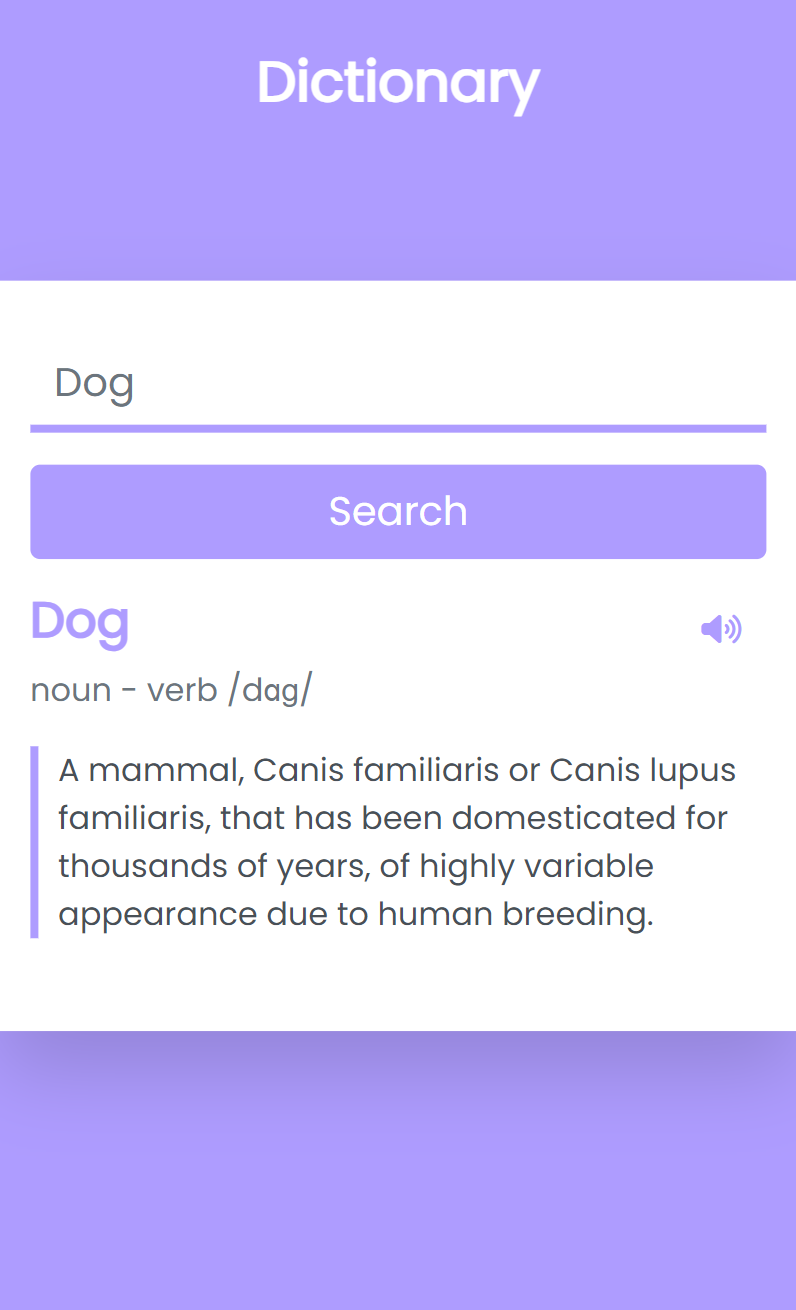 Dictionary
Dog
Search
Dog
noun - verb /dɑɡ/
A mammal, Canis familiaris or Canis lupus
familiaris, that has been domesticated for
thousands of years, of highly variable
appearance due to human breeding.